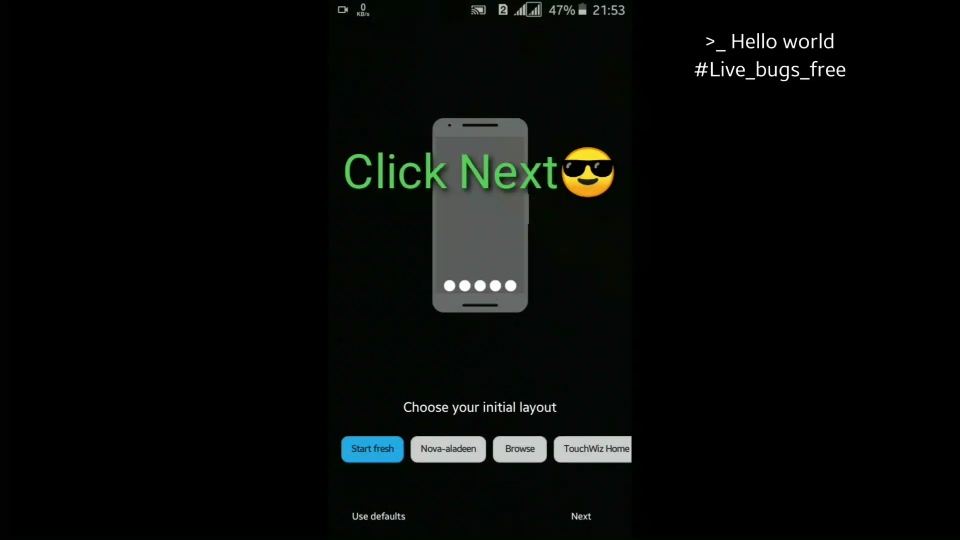 0
KB/s
2
47%
21:53
>_ Hello world
#Live_bugs_free
Click Next😎
Choose your initial layout
Start fresh
Nova-aladeen
Browse
TouchWiz Home
Use defaults
Next